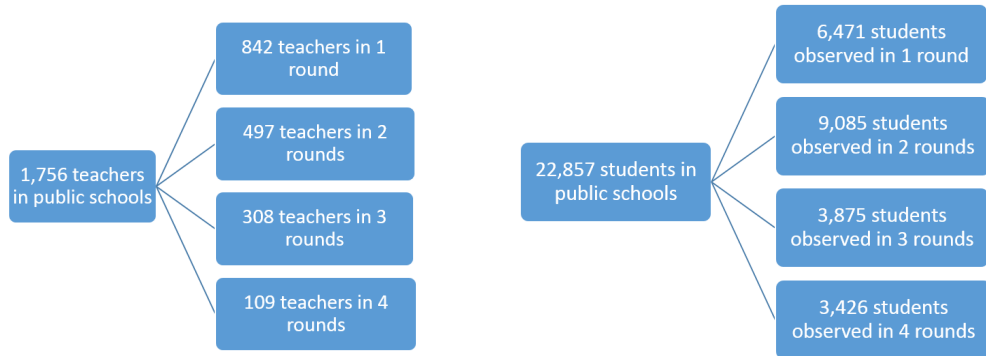 1,756 teachers
in public schools
842 teachers in 1
round
497 teachers in 2
rounds
308 teachers in 3
rounds
109 teachers in 4
rounds
22,857 students in
public schools
6,471 students
observed in 1 round
9,085 students
observed in 2 rounds
3,875 students
observed in 3 rounds
3,426 students
observed in 4 rounds